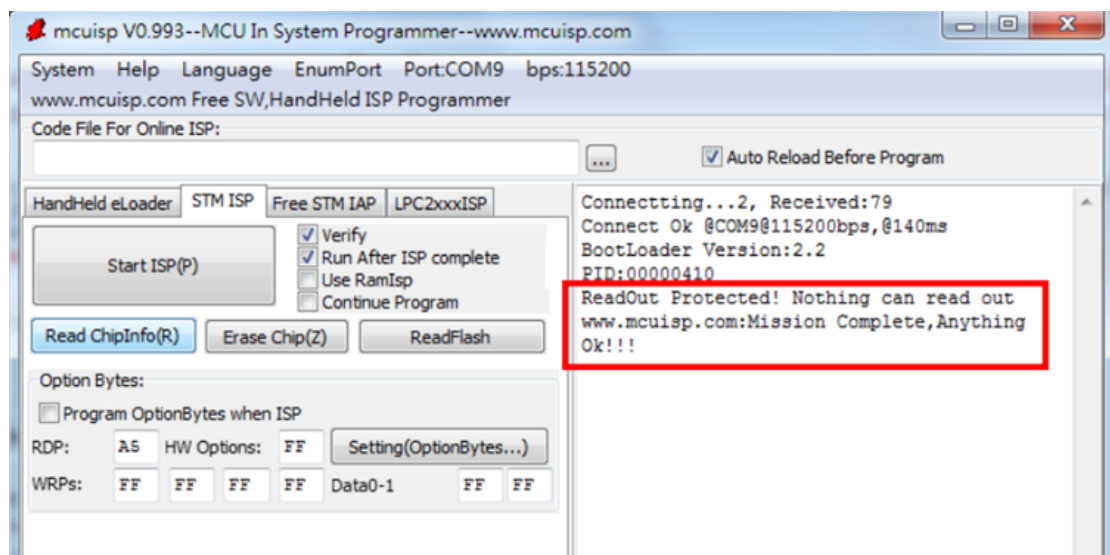 mcuisp V0.993--MCU In System Programmer--www.mcuisp.com
System Help Language EnumPort Port:COM9 bps:115200
www.mcuisp.com Free SW,HandHeld ISP Programmer
Code File For Online ISP:
... Auto Reload Before Program
HandHeld eLoader STM ISP Free STM IAP LPC2xxxISP
Start ISP(P)
Verify
Run After ISP complete
Use RamIsp
Continue Program
Read ChipInfo(R) Erase Chip(Z) ReadFlash
Option Bytes:
Program OptionBytes when ISP
RDP: A5 HW Options: FF Setting(OptionBytes...)
WRPs: FF FF FF FF Data0-1 FF FF
Connectting...2, Received:79
Connect Ok @COM9@115200bps,@140ms
BootLoader Version:2.2
PID:00000410
ReadOut Protected! Nothing can read out
www.mcuisp.com:Mission Complete,Anything
Ok!!!